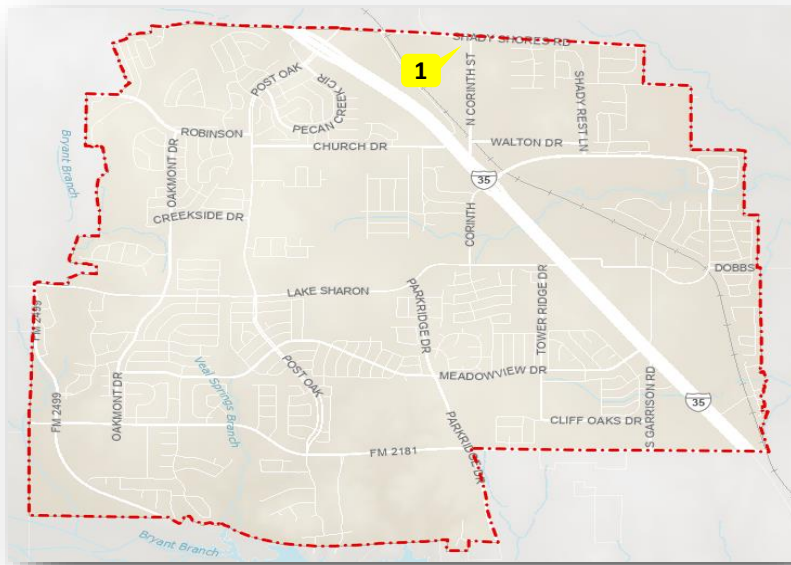 SHADY SHORES RD
1
POST OAK
PECAN CREEK CIR
N CORINTH ST
SHADY REST LN
Bryant Branch
ROBINSON
CHURCH DR
WALTON DR
OAKMONT DR
35
CREEKSIDE DR
CORINTH
DOBBS
LAKE SHARON
PARKRIDGE DR
TOWER RIDGE DR
FM 2499
POST OAK
Veal Springs Branch
MEADOWVIEW DR
OAKMONT DR
FM 2499
S GARRISON RD
35
CLIFF OAKS DR
PARKRIDGE DR
FM 2181
Bryant Branch